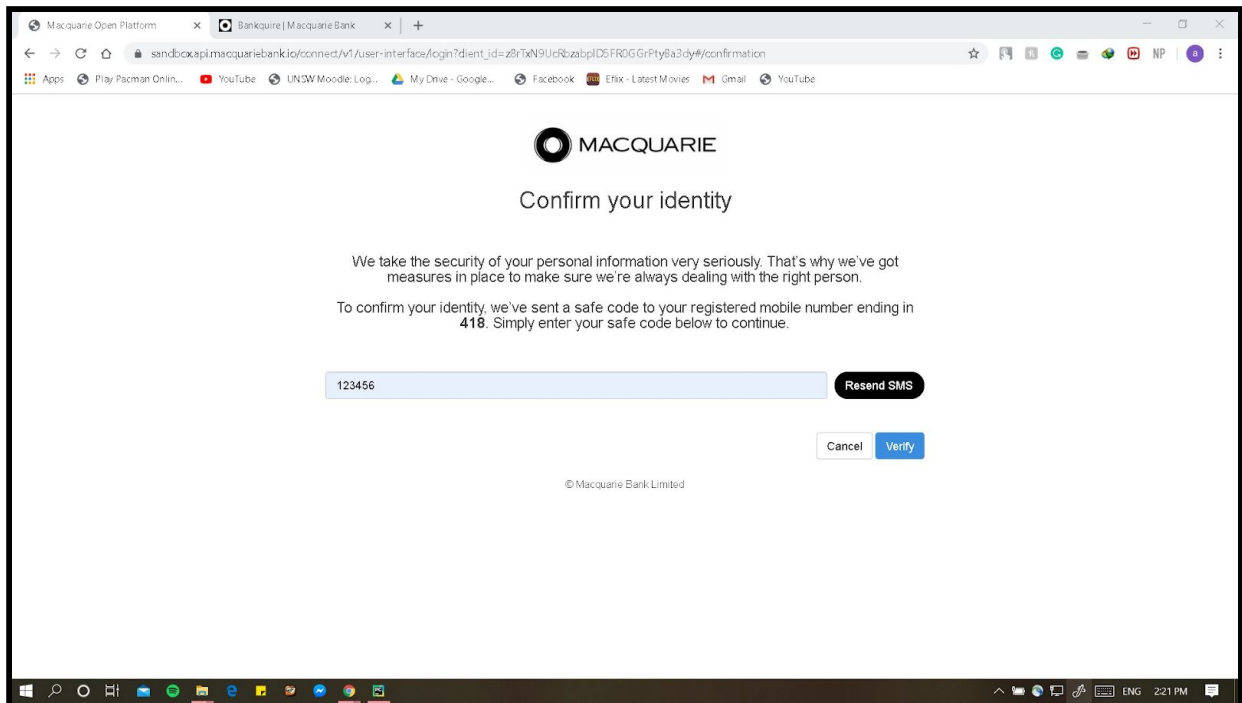 Macquarie Open Platform
Bankquire | Macquarie Bank
sandbox.api.macquariebank.io/connect/v1/user-interface/login?client_id=z8rTxN9UcRbzabplD5FR0GGrPty8a3dy#/confirmation
NP
a
Apps
Play Pacman Onlin...
YouTube
UNSW Moodle: Log...
My Drive - Google...
Facebook
Eflix - Latest Movies
Gmail
YouTube
MACQUARIE
Confirm your identity
We take the security of your personal information very seriously. That's why we've got
measures in place to make sure we're always dealing with the right person.
To confirm your identity, we've sent a safe code to your registered mobile number ending in
418. Simply enter your safe code below to continue.
123456
Resend SMS
Cancel
Verify
© Macquarie Bank Limited
ENG
2:21 PM